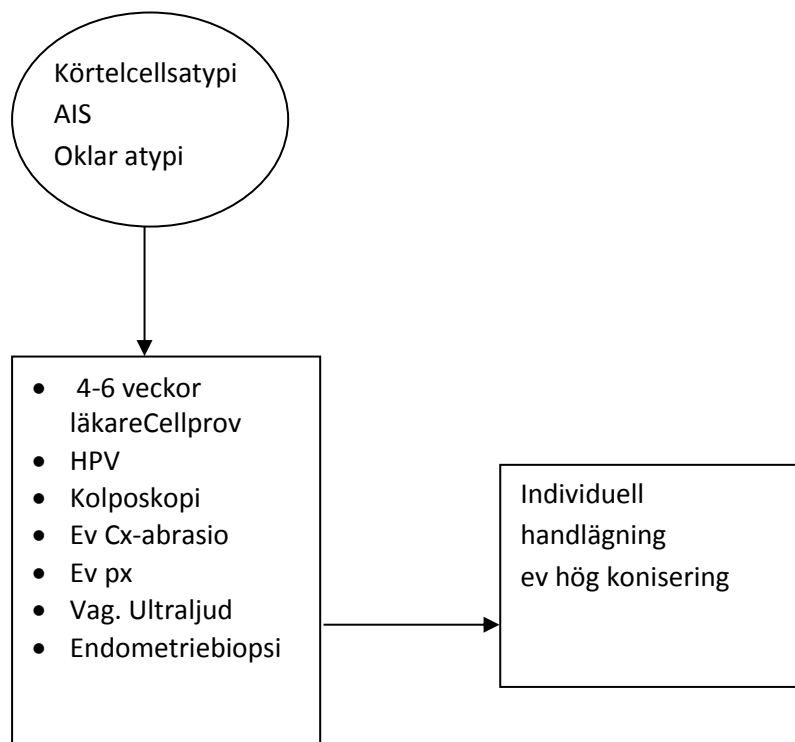 Körtelcellsatypi
AIS
Oklar atypi
• 4-6 veckor
läkareCellprov
• HPV
• Kolposkopi
• Ev Cx-abrasio
• Ev px
• Vag. Ultraljud
• Endometriebiopsi
Individuell
handlägning
ev hög konisering